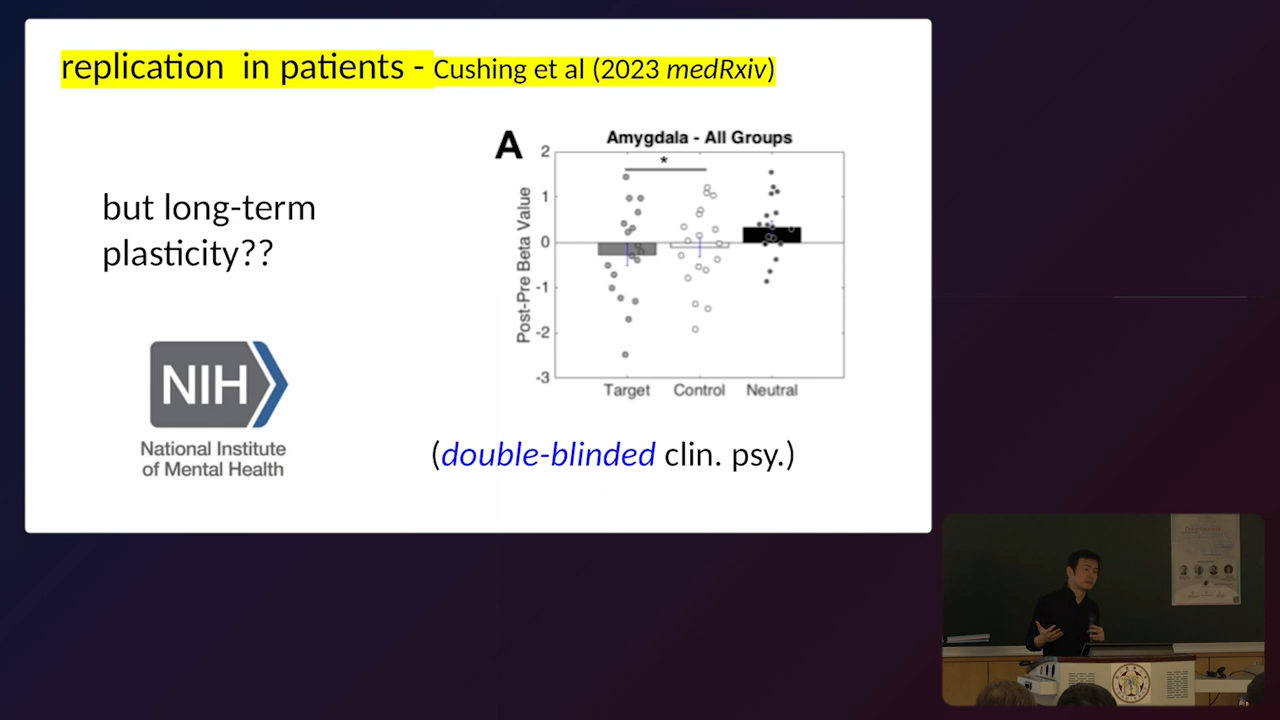 replication  in patients - Cushing et al (2023 medRxiv)
but long-term
plasticity??
NIH
National Institute
of Mental Health
A
Amygdala - All Groups
*
Post-Pre Beta Value
2
1
0
-1
-2
-3
Target
Control
Neutral
(double-blinded clin. psy.)